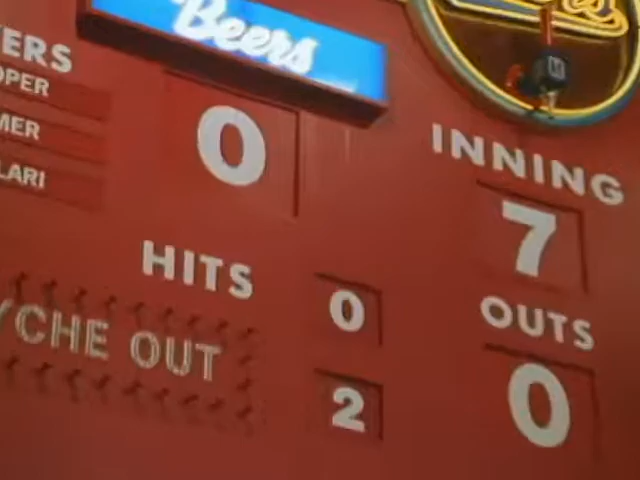 Beers
ERS
OPER
MER
LARI
0
INNING
7
HITS
0
OUTS
YCHE OUT
2
0